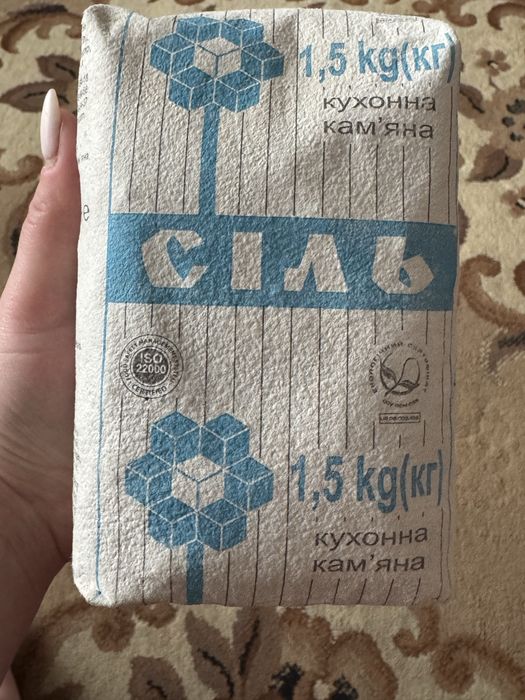 1,5 kg(кг)
кухонна
кам'яна
СІЛЬ
ISO
22000
1,5 kg(кг)
кухонна
кам'яна